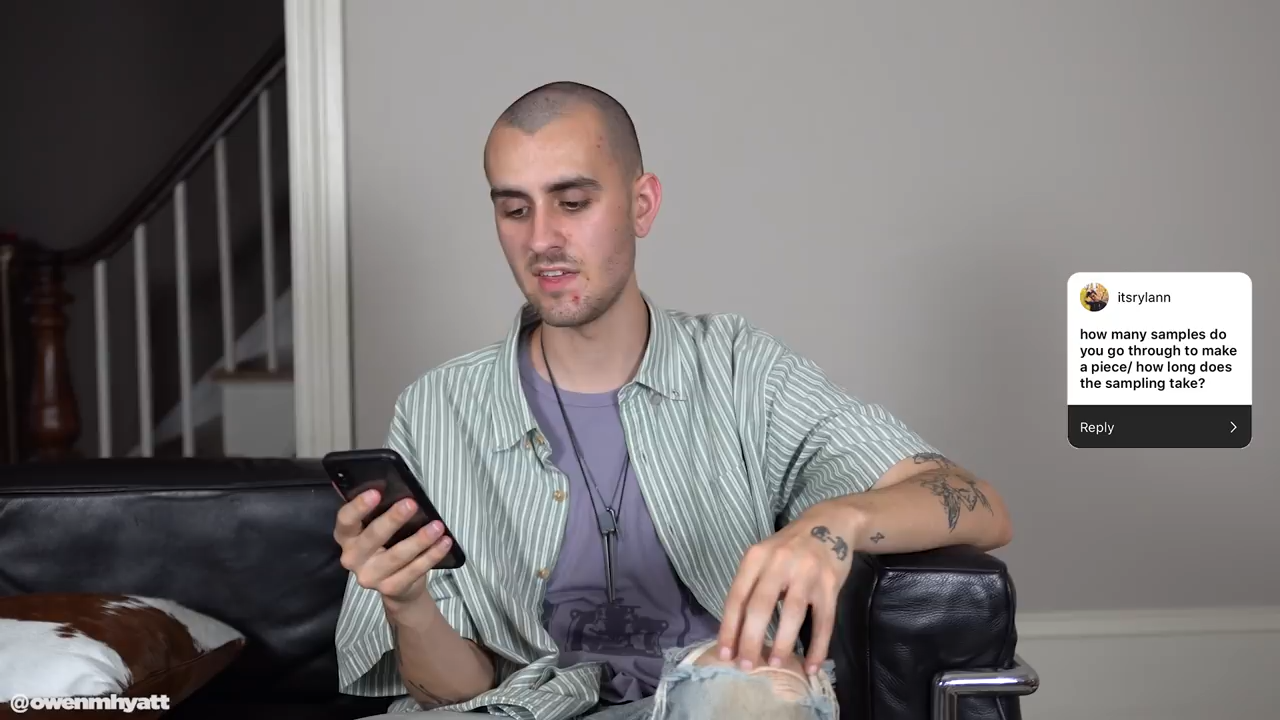 itsrylann
how many samples do
you go through to make
a piece/ how long does
the sampling take?
Reply
@owenmhyatt